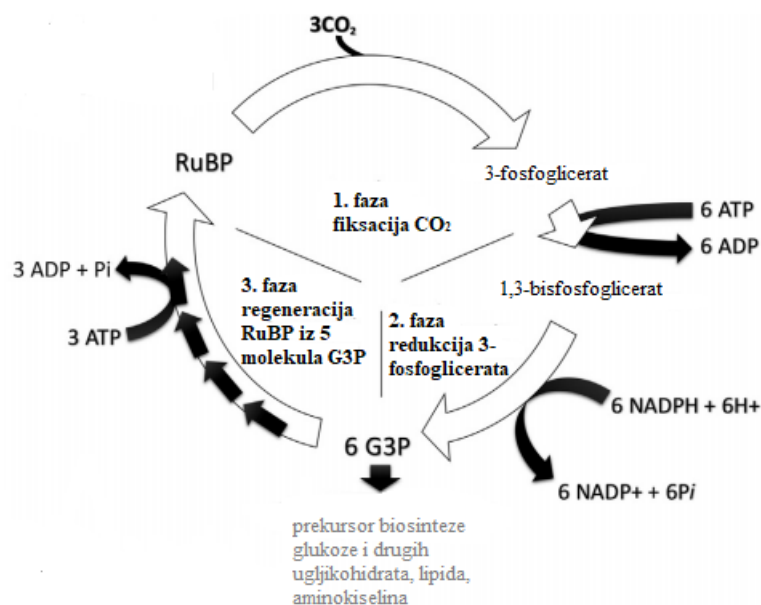 3CO₂
RuBP
3-fosfoglicerat
1. faza
fiksacija CO₂
6 ATP
6 ADP
1,3-bisfosfoglicerat
3 ADP + Pi
3 ATP
3. faza
regeneracija
RuBP iz 5
molekula G3P
2. faza
redukcija 3-
fosfoglicerata
6 NADPH + 6H+
6 G3P
6 NADP+ + 6Pi
prekursor biosinteze
glukoze i drugih
ugljikohidrata, lipida,
aminokiselina